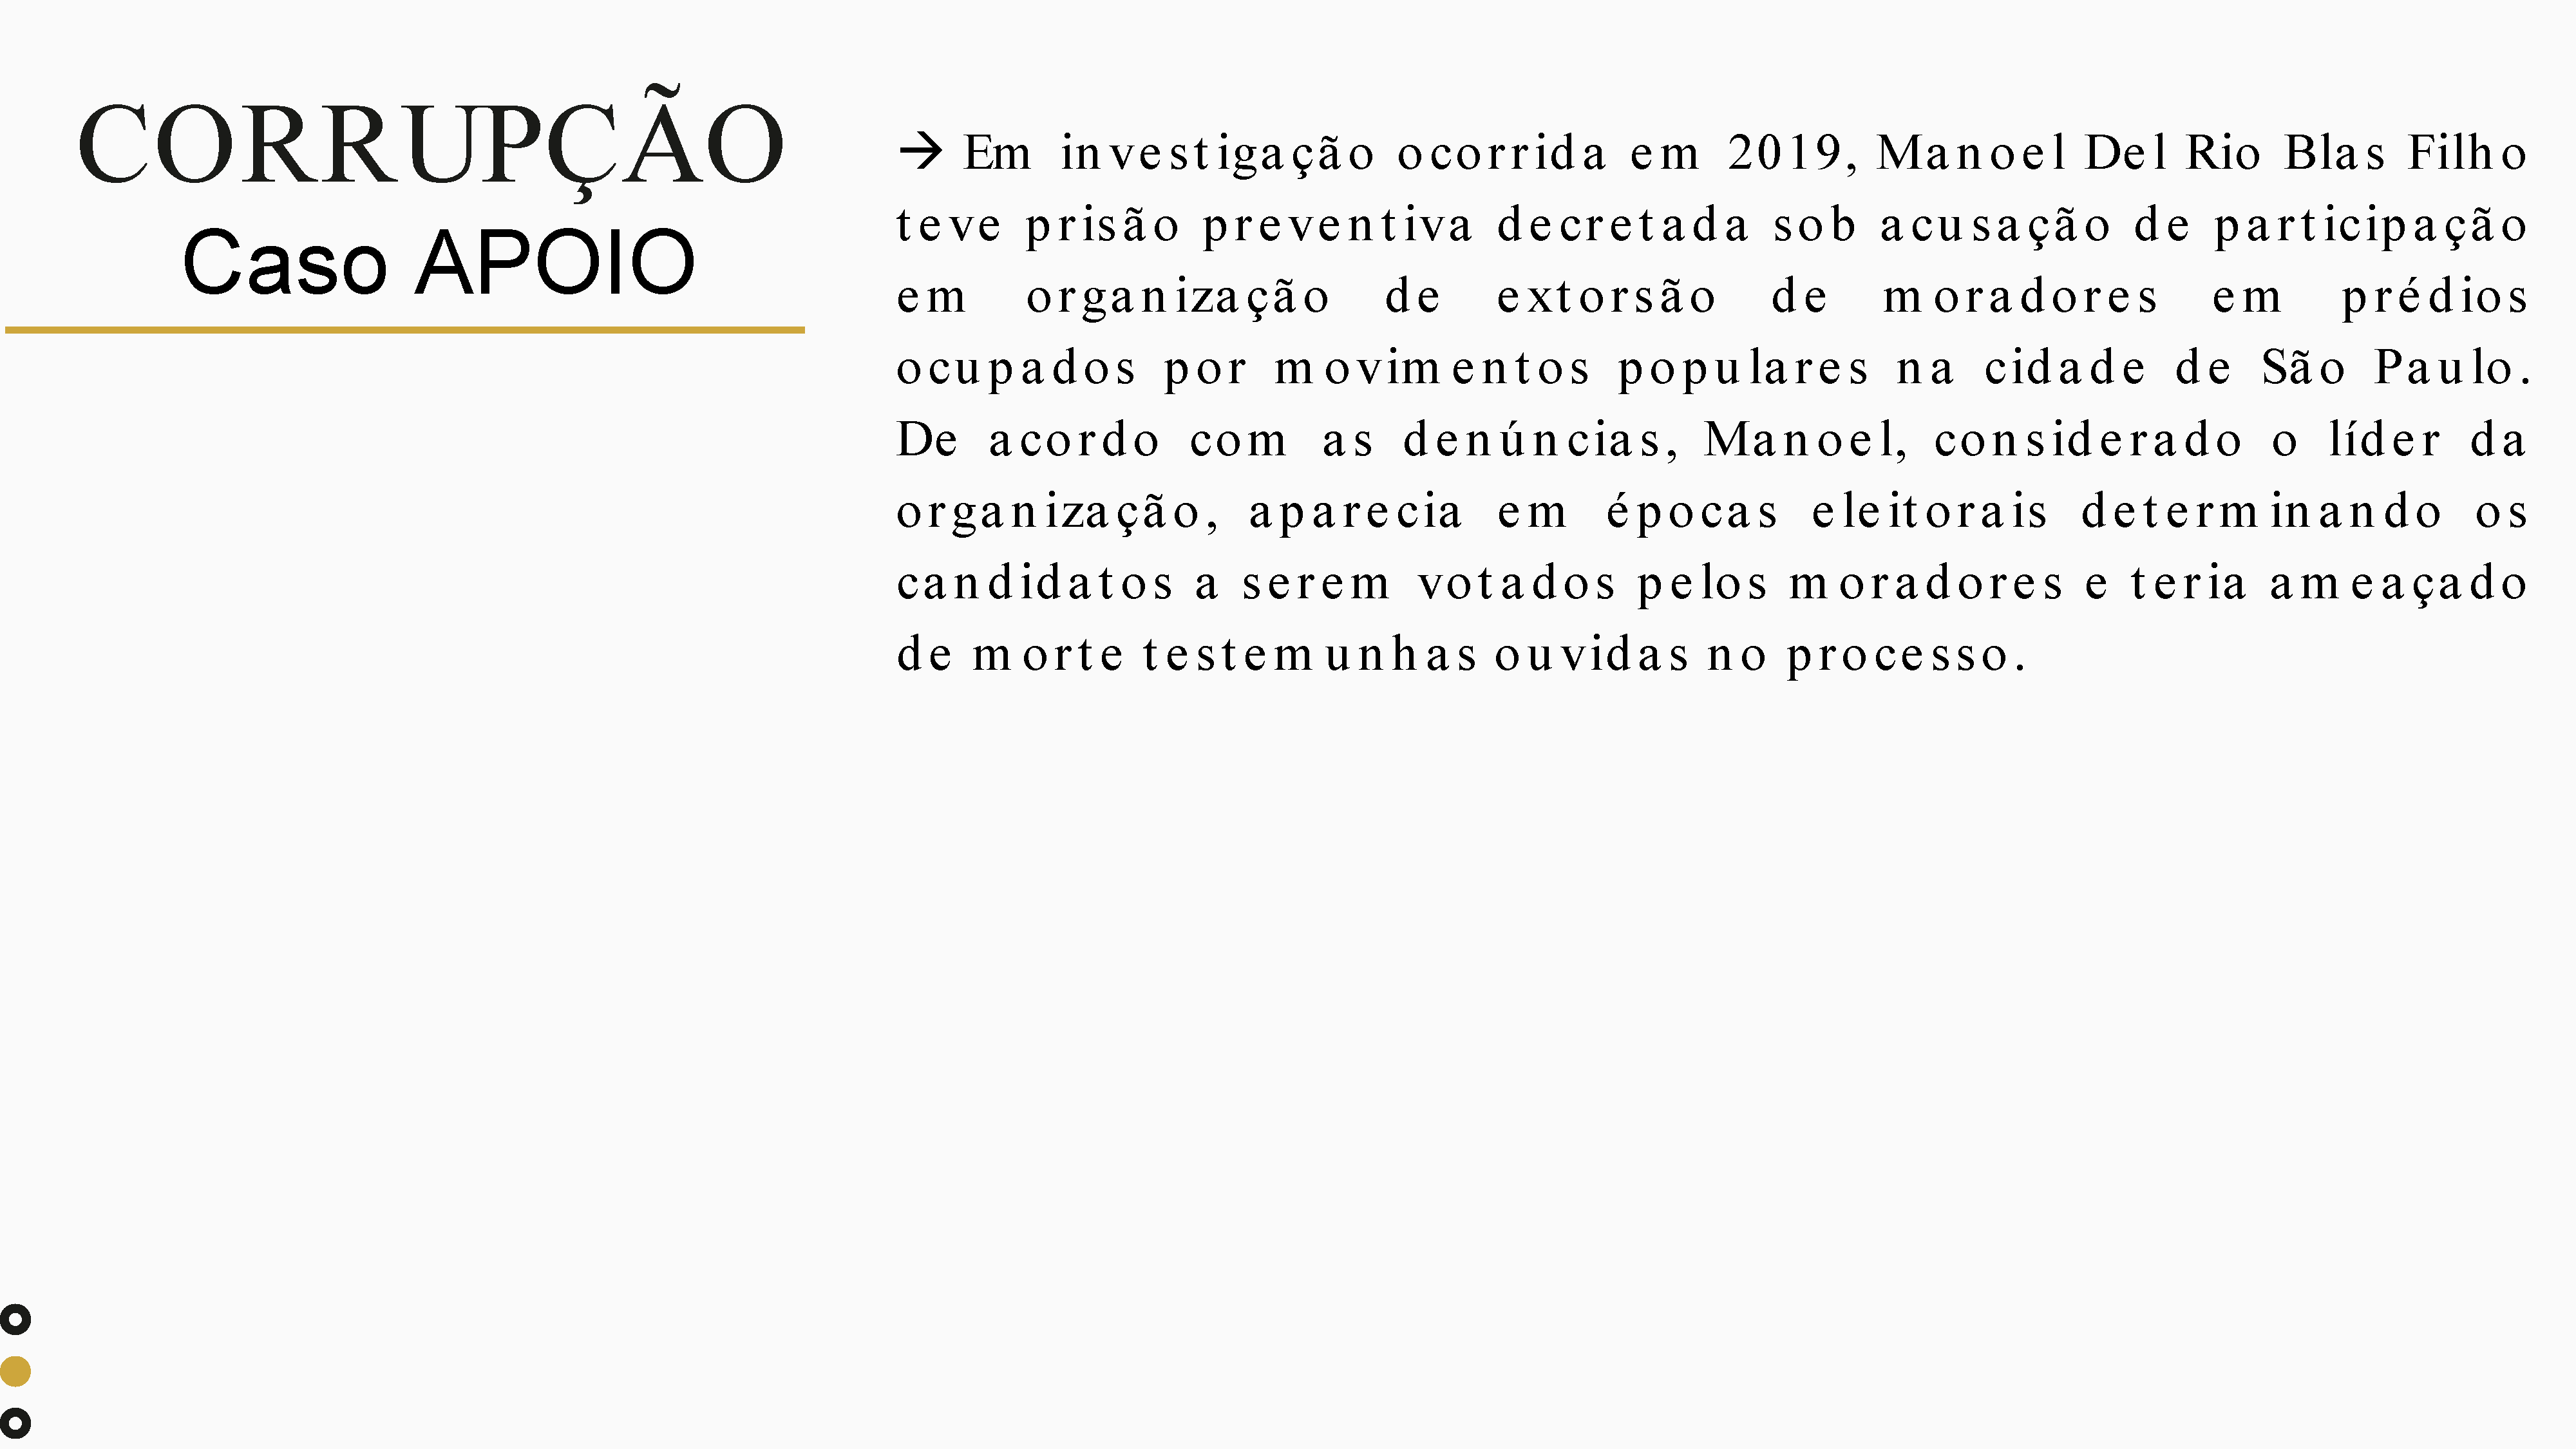 CORRUPÇÃO
Caso APOIO
→ Em investigação ocorrida em 2019, Manoel Del Rio Blas Filho
teve prisão preventiva decretada sob acusação de participação
em organização de extorsão de moradores em prédios
ocupados por movimentos populares na cidade de São Paulo.
De acordo com as denúncias, Manoel, considerado o líder da
organização, aparecia em épocas eleitorais determinando os
candidatos a serem votados pelos moradores e teria ameaçado
de morte testemunhas ouvidas no processo.